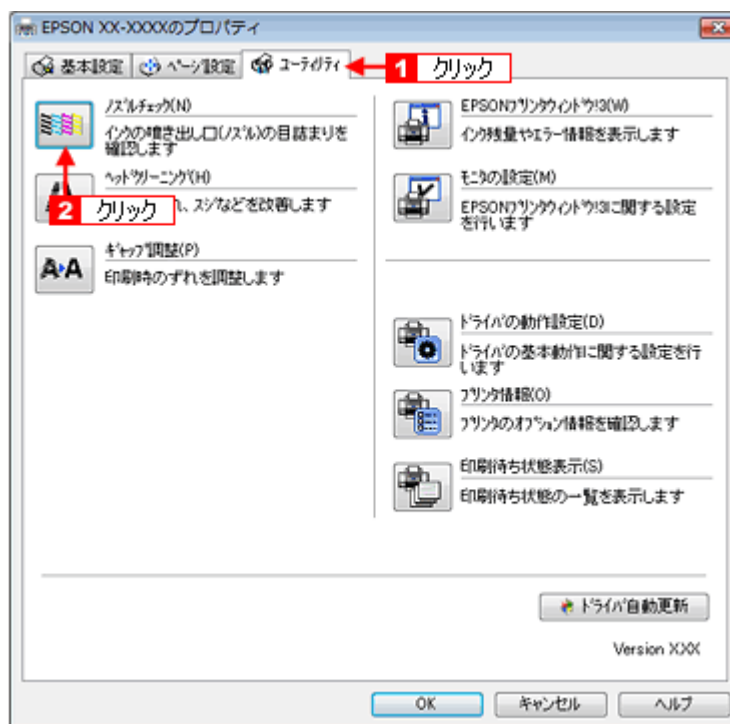 EPSON XX-XXXXのプロパティ
基本設定
ページ設定
ユーティリティ
1 クリック
ノズルチェック(N)
インクの噴き出し口(ノズル)の目詰まりを
確認します
2 クリック
ヘッドクリーニング(H)
れ、スジなどを改善します
ギャップ調整(P)
印刷時のずれを調整します
EPSONプリンタウィンドウ!3(W)
インク残量やエラー情報を表示します
モニタの設定(M)
EPSONプリンタウィンドウ!3に関する設定
を行います
ドライバの動作設定(D)
ドライバの基本動作に関する設定を行
います
プリンタ情報(O)
プリンタのオプション情報を確認します
印刷待ち状態表示(S)
印刷待ち状態の一覧を表示します
ドライバ自動更新
Version X.XX
OK
キャンセル
ヘルプ